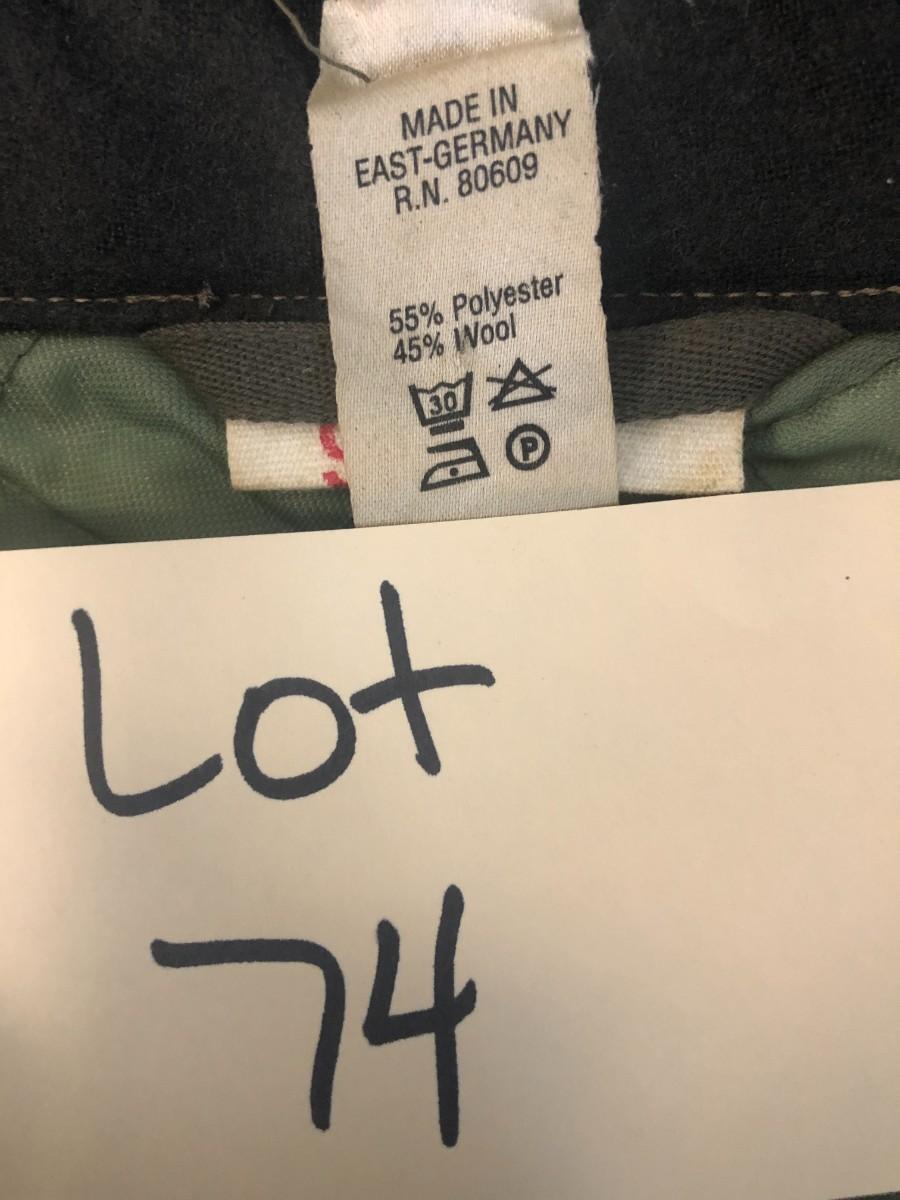 MADE IN
EAST-GERMANY
R.N. 80609
55% Polyester
45% Wool
30
P
Lot
74